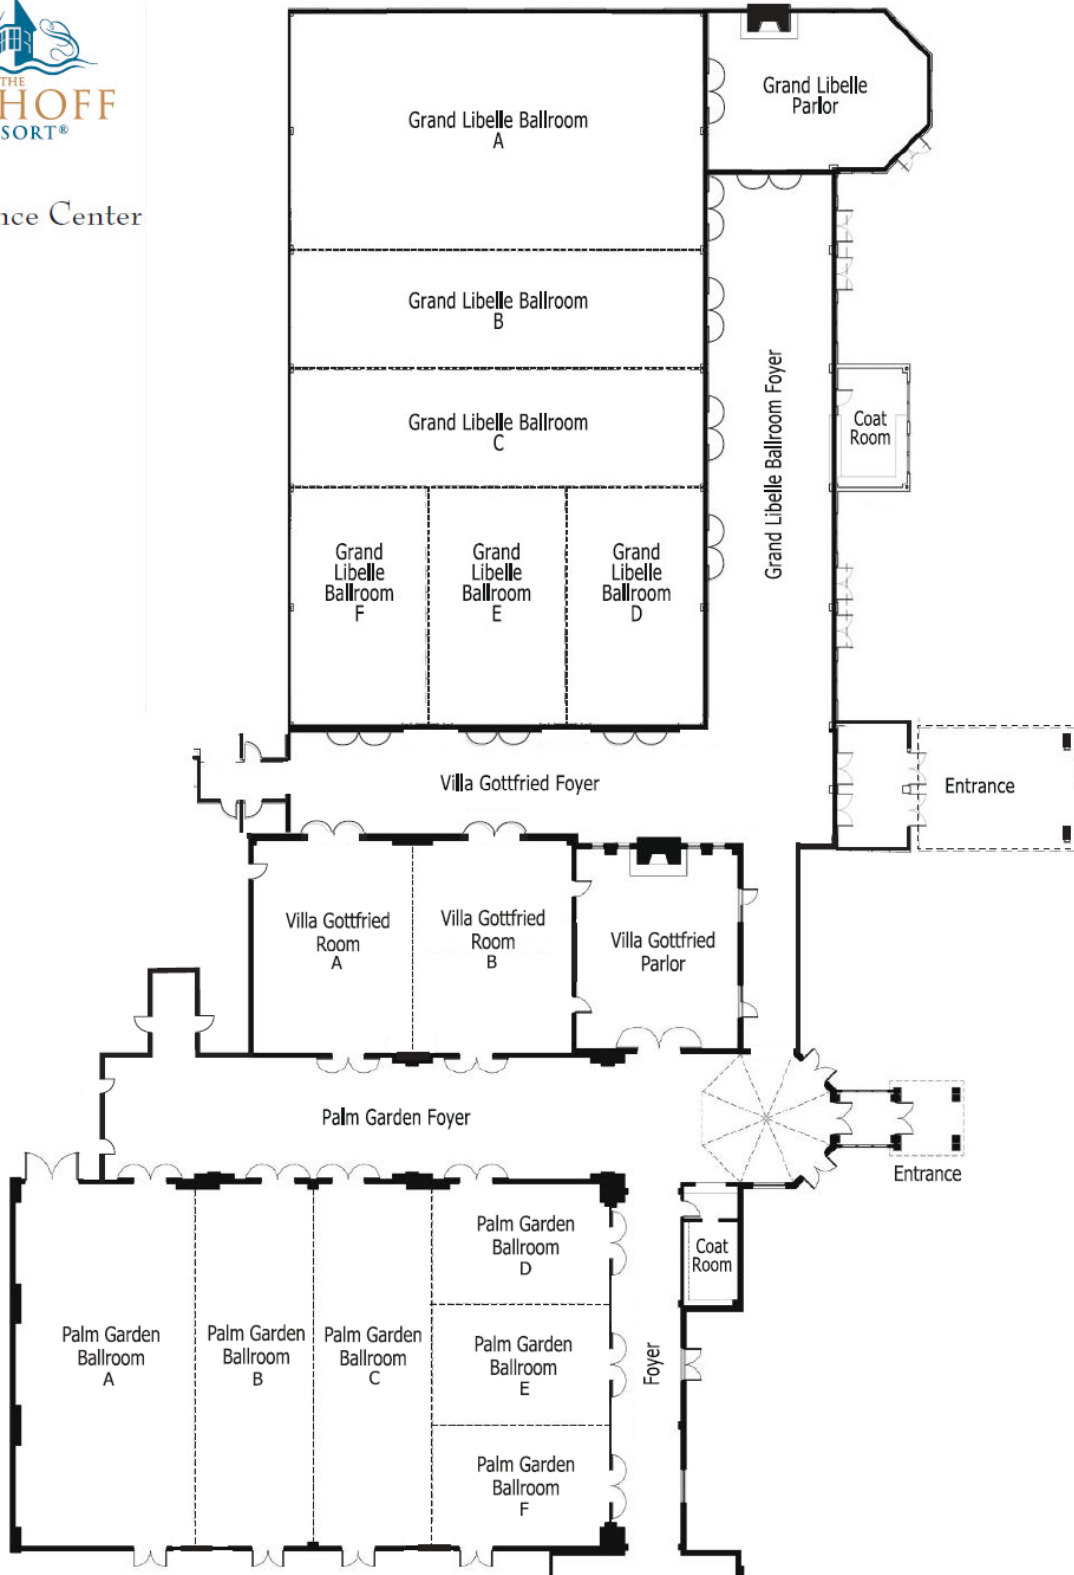 THE
HOFF
SORT®
Center
Grand Libelle Ballroom
A
Grand Libelle
Parlor
Grand Libelle Ballroom
B
Grand Libelle Ballroom
C
Grand Libelle Ballroom Foyer
Coat
Room
Grand
Libelle
Ballroom
F
Grand
Libelle
Ballroom
E
Grand
Libelle
Ballroom
D
Villa Gottfried Foyer
Entrance
Villa Gottfried
Room
A
Villa Gottfried
Room
B
Villa Gottfried
Parlor
Palm Garden Foyer
Entrance
Palm Garden
Ballroom
A
Palm Garden
Ballroom
B
Palm Garden
Ballroom
C
Palm Garden
Ballroom
D
Palm Garden
Ballroom
E
Palm Garden
Ballroom
F
Foyer
Coat
Room